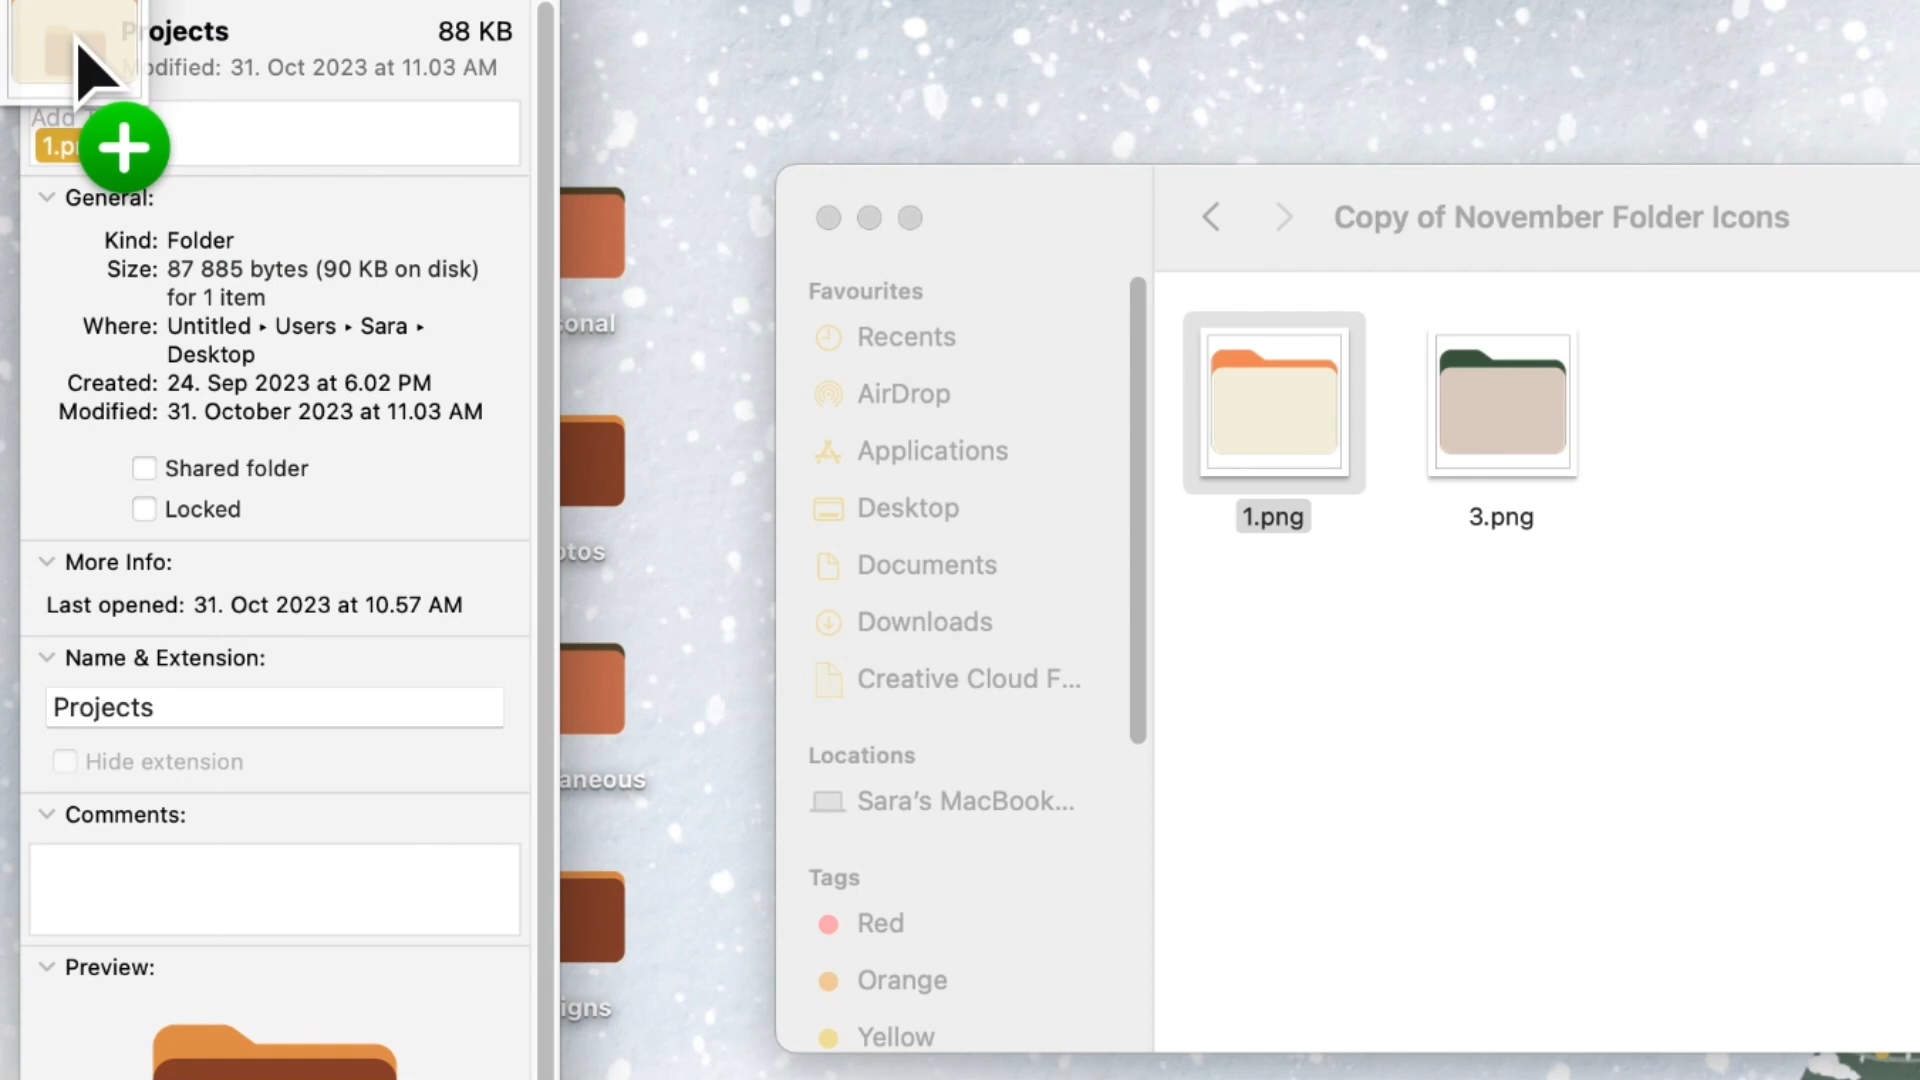 Projects 88 KB
Modified: 31. Oct 2023 at 11.03 AM
Add
General:
Kind: Folder
Size: 87 885 bytes (90 KB on disk)
for 1 item
Where: Untitled ▸ Users ▸ Sara ▸
Desktop
Created: 24. Sep 2023 at 6.02 PM
Modified: 31. October 2023 at 11.03 AM
Shared folder
Locked
More Info:
Last opened: 31. Oct 2023 at 10.57 AM
Name & Extension:
Projects
Hide extension
Comments:
Preview:
sonal
otos
aneous
igns
Copy of November Folder Icons
Favourites
Recents
AirDrop
Applications
Desktop
Documents
Downloads
Creative Cloud F...
Locations
Sara’s MacBook...
Tags
Red
Orange
Yellow
1.png
3.png